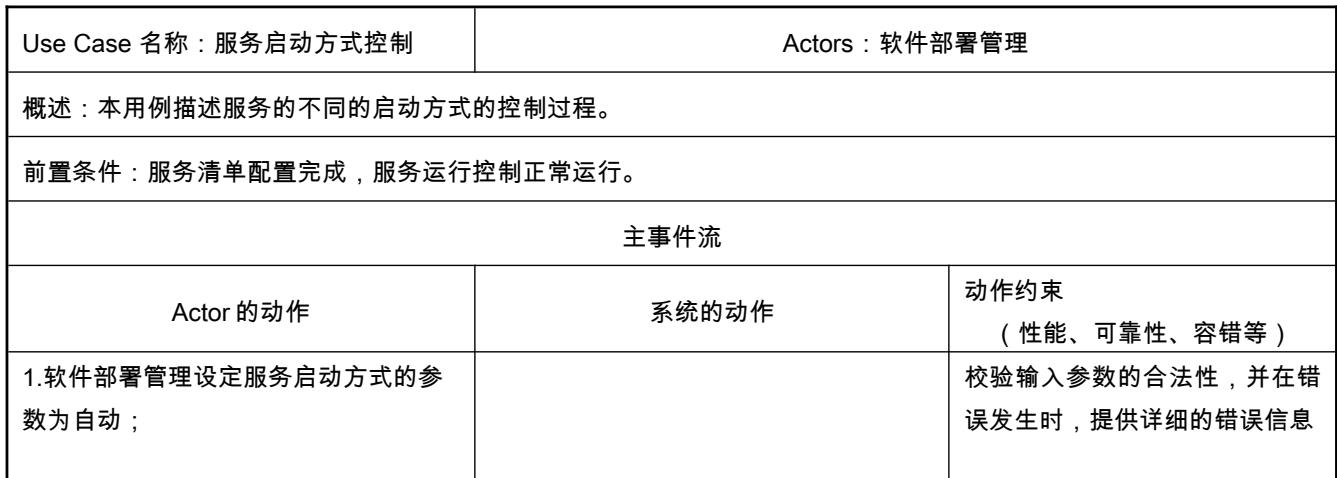 Use Case 名称：服务启动方式控制
Actors：软件部署管理
概述：本用例描述服务的不同的启动方式的控制过程。
前置条件：服务清单配置完成，服务运行控制正常运行。
主事件流
Actor 的动作
系统的动作
动作约束
（性能、可靠性、容错等）
1.软件部署管理设定服务启动方式的参
数为自动；
校验输入参数的合法性，并在错
误发生时，提供详细的错误信息